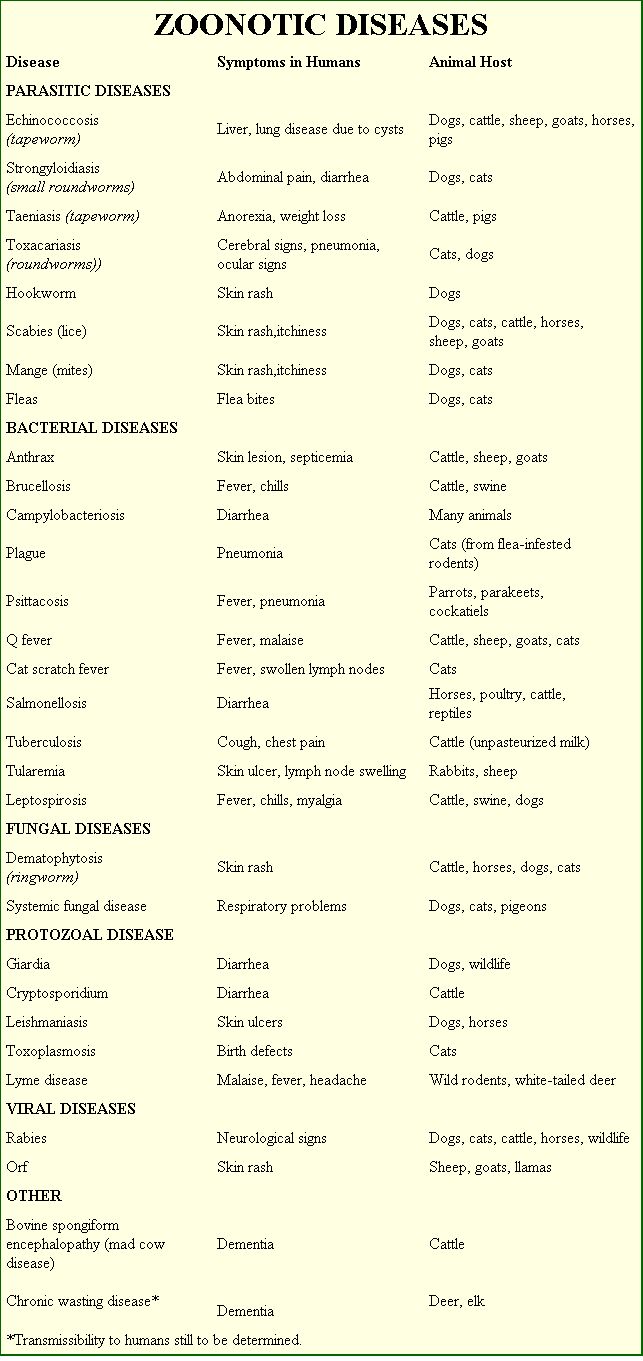 ZOONOTIC DISEASES
Disease Symptoms in Humans Animal Host
PARASITIC DISEASES
Echinococcosis
(tapeworm) Liver, lung disease due to cysts Dogs, cattle, sheep, goats, horses,
pigs
Strongyloidiasis
(small roundworms) Abdominal pain, diarrhea Dogs, cats
Taeniasis (tapeworm) Anorexia, weight loss Cattle, pigs
Toxacariasis
(roundworms)) Cerebral signs, pneumonia,
ocular signs Cats, dogs
Hookworm Skin rash Dogs
Scabies (lice) Skin rash,itchiness Dogs, cats, cattle, horses,
sheep, goats
Mange (mites) Skin rash,itchiness Dogs, cats
Fleas Flea bites Dogs, cats
BACTERIAL DISEASES
Anthrax Skin lesion, septicemia Cattle, sheep, goats
Brucellosis Fever, chills Cattle, swine
Campylobacteriosis Diarrhea Many animals
Plague Pneumonia Cats (from flea-infested
rodents)
Psittacosis Fever, pneumonia Parrots, parakeets,
cockatiels
Q fever Fever, malaise Cattle, sheep, goats, cats
Cat scratch fever Fever, swollen lymph nodes Cats
Salmonellosis Diarrhea Horses, poultry, cattle,
reptiles
Tuberculosis Cough, chest pain Cattle (unpasteurized milk)
Tularemia Skin ulcer, lymph node swelling Rabbits, sheep
Leptospirosis Fever, chills, myalgia Cattle, swine, dogs
FUNGAL DISEASES
Dematophytosis
(ringworm) Skin rash Cattle, horses, dogs, cats
Systemic fungal disease Respiratory problems Dogs, cats, pigeons
PROTOZOAL DISEASE
Giardia Diarrhea Dogs, wildlife
Cryptosporidium Diarrhea Cattle
Leishmaniasis Skin ulcers Dogs, horses
Toxoplasmosis Birth defects Cats
Lyme disease Malaise, fever, headache Wild rodents, white-tailed deer
VIRAL DISEASES
Rabies Neurological signs Dogs, cats, cattle, horses, wildlife
Orf Skin rash Sheep, goats, llamas
OTHER
Bovine spongiform
encephalopathy (mad cow
disease) Dementia Cattle
Chronic wasting disease* Dementia Deer, elk
*Transmissibility to humans still to be determined.